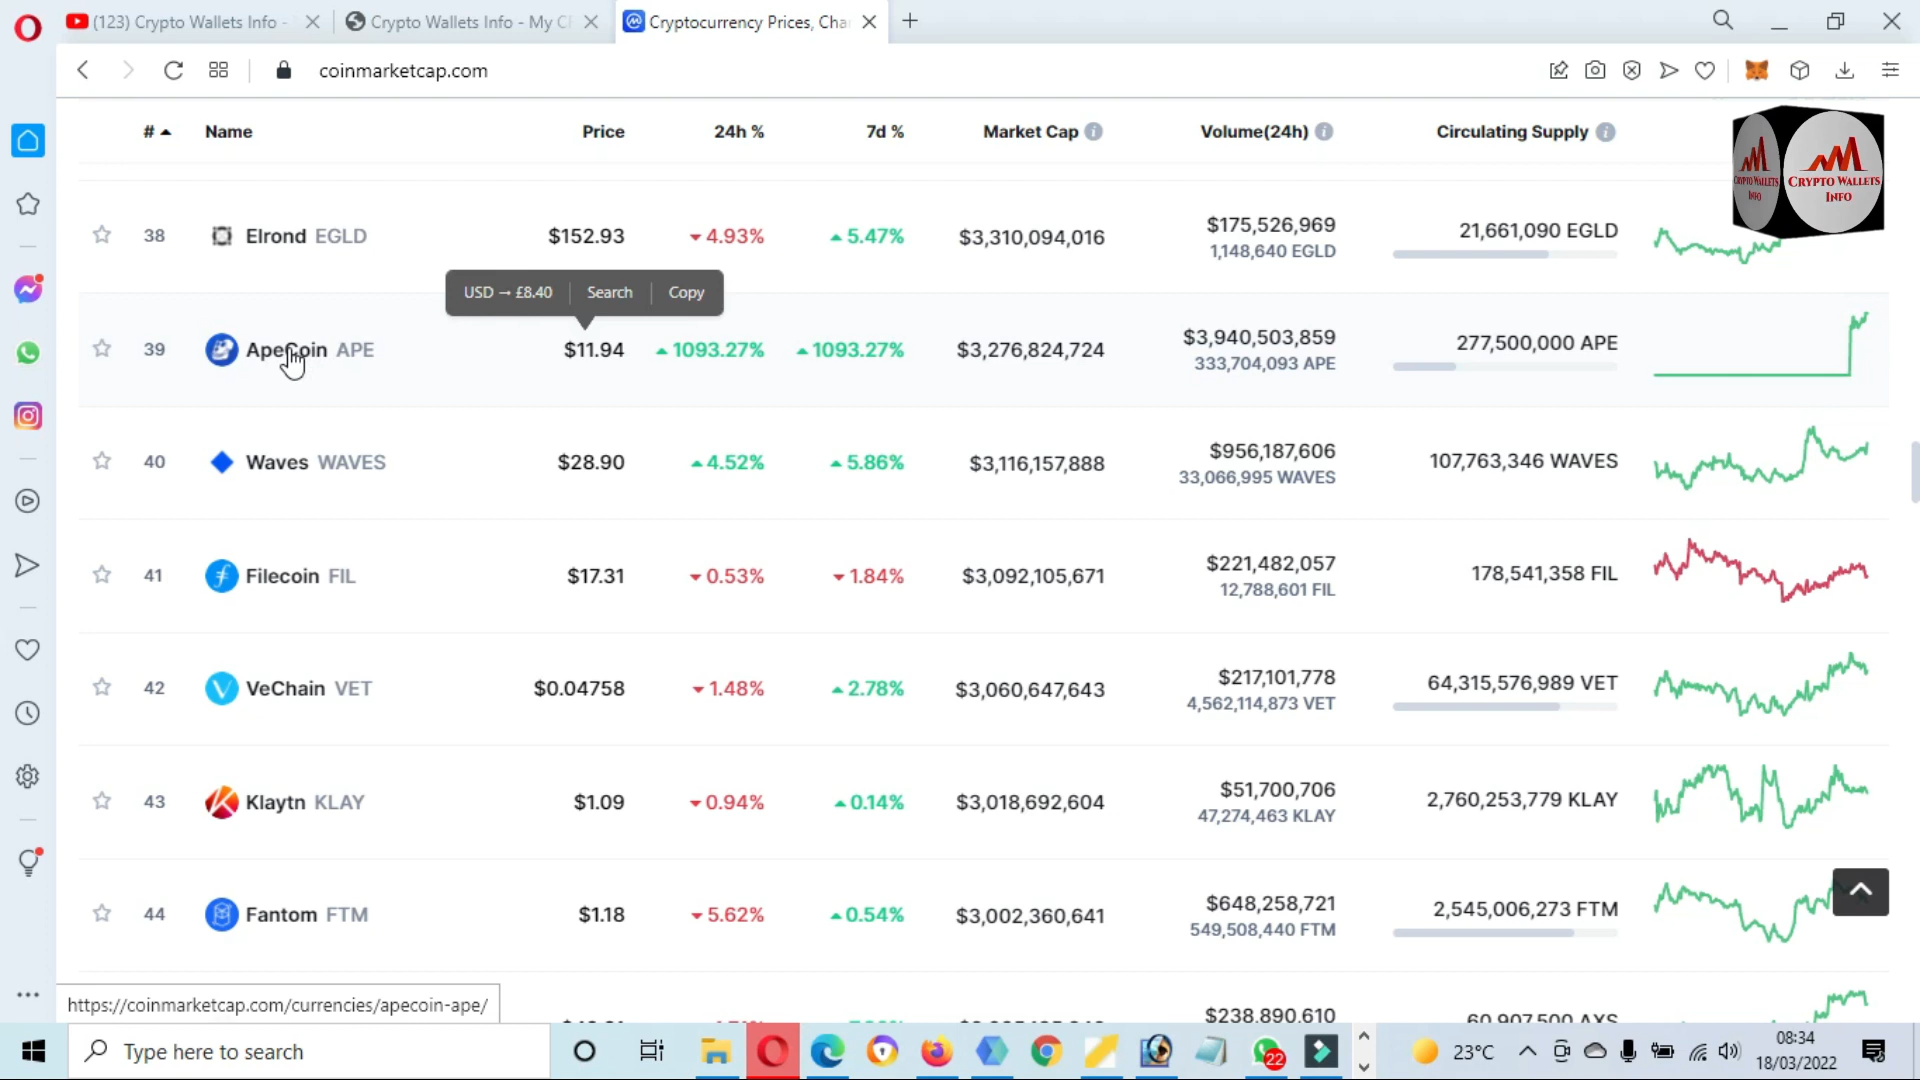 (123) Crypto Wallets Info -
Crypto Wallets Info - My C
Cryptocurrency Prices, Cha
coinmarketcap.com
# Name Price 24h % 7d % Market Cap Volume(24h) Circulating Supply
CRYPTO WALLETS INFO
CRYPTO WALLETS
INFO
38 Elrond EGLD $152.93 4.93% 5.47% $3,310,094,016 $175,526,969 21,661,090 EGLD
1,148,640 EGLD
USD → £8.40 Search Copy
39 ApeCoin APE $11.94 1093.27% 1093.27% $3,276,824,724 $3,940,503,859 277,500,000 APE
333,704,093 APE
40 Waves WAVES $28.90 4.52% 5.86% $3,116,157,888 $956,187,606 107,763,346 WAVES
33,066,995 WAVES
41 Filecoin FIL $17.31 0.53% 1.84% $3,092,105,671 $221,482,057 178,541,358 FIL
12,788,601 FIL
42 VeChain VET $0.04758 1.48% 2.78% $3,060,647,643 $217,101,778 64,315,576,989 VET
4,562,114,873 VET
43 Klaytn KLAY $1.09 0.94% 0.14% $3,018,692,604 $51,700,706 2,760,253,779 KLAY
47,274,463 KLAY
44 Fantom FTM $1.18 5.62% 0.54% $3,002,360,641 $648,258,721 2,545,006,273 FTM
549,508,440 FTM
https://coinmarketcap.com/currencies/apecoin-ape/
$238,890,610 60,907,500 AXS
Type here to search
22
23°C
08:34
18/03/2022